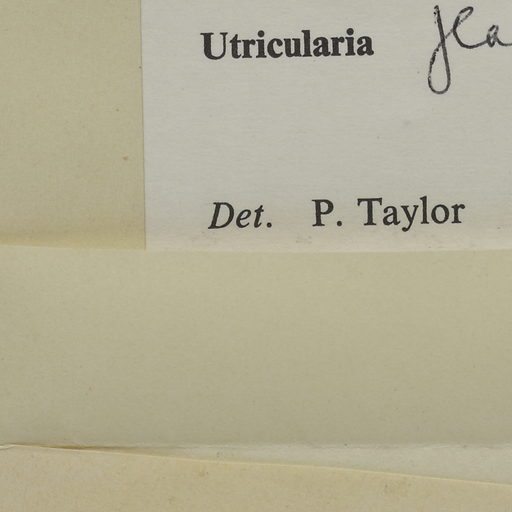 Utricularia
Det. P. Taylor